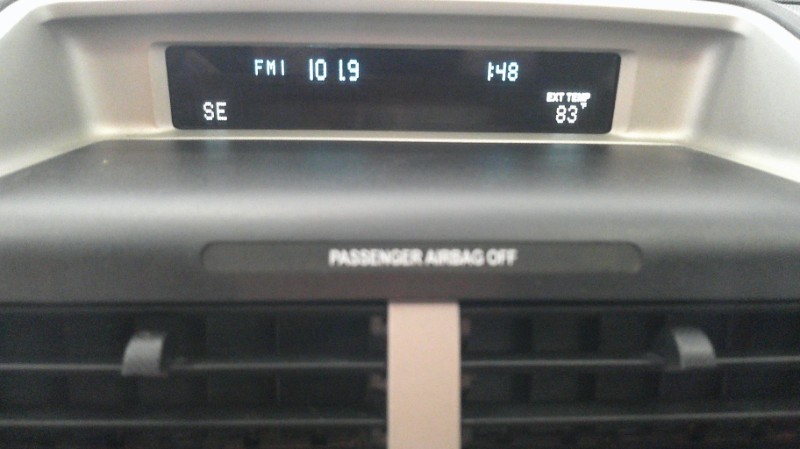 FM1 101.9 1:48
EXT TEMP
SE 83°F
PASSENGER AIRBAG OFF